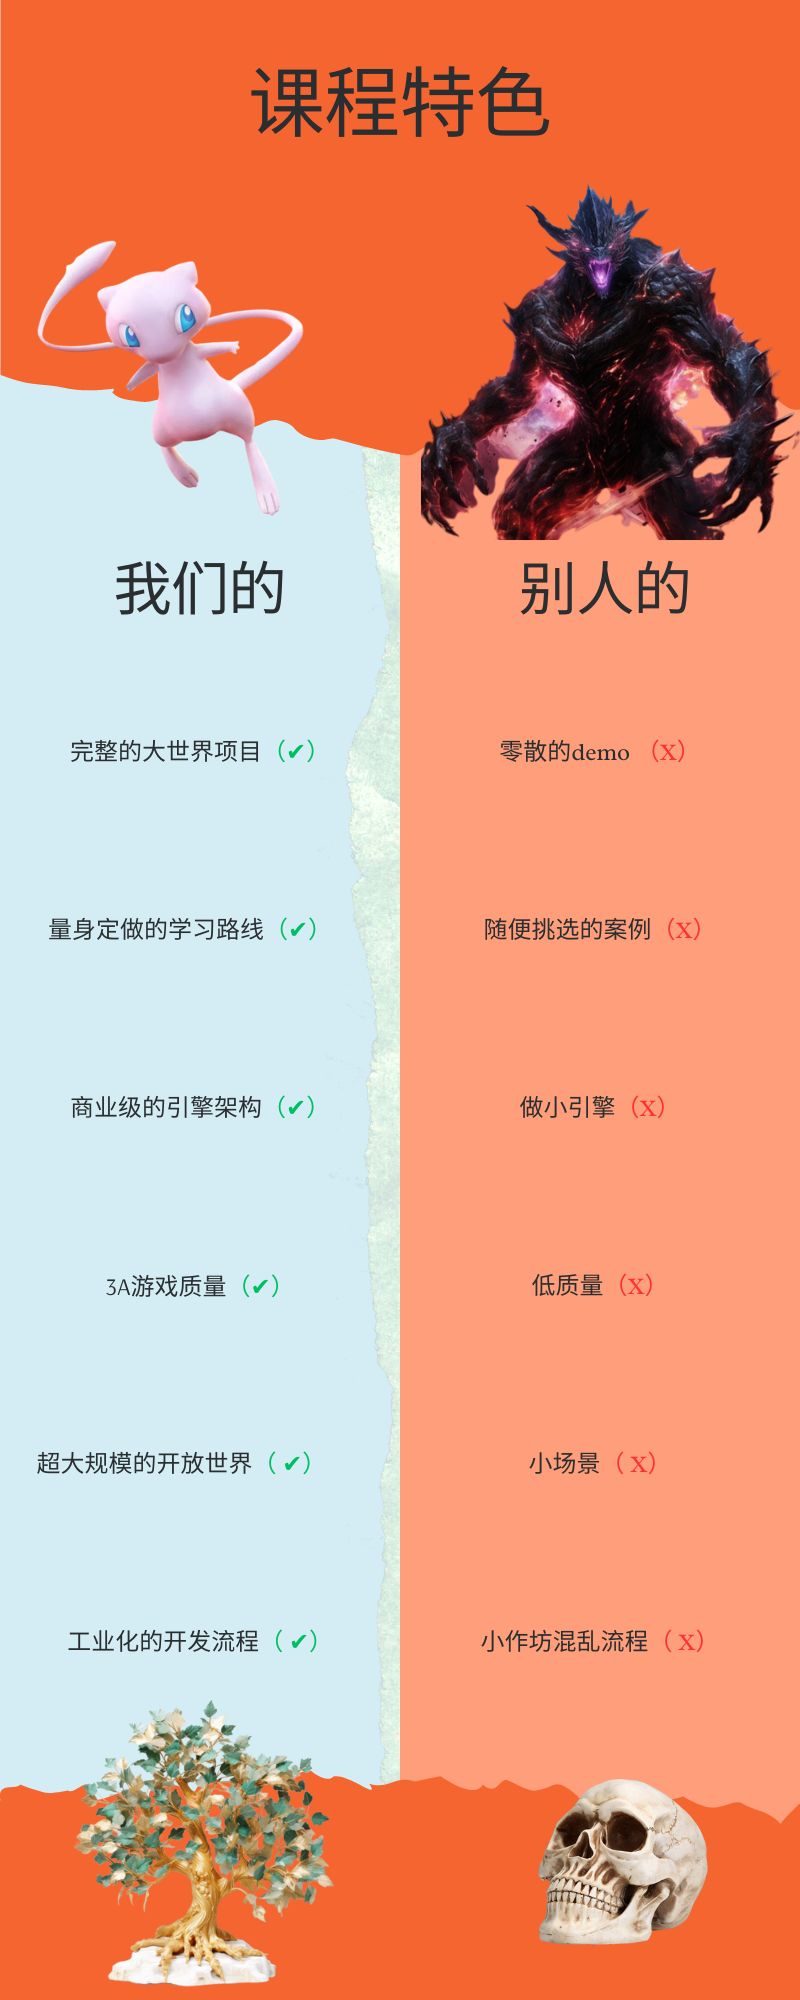 课程特色
我们的
别人的
完整的大世界项目（✔）
零散的demo （X）
量身定做的学习路线（✔）
随便挑选的案例（X）
商业级的引擎架构（✔）
做小引擎（X）
3A游戏质量（✔）
低质量（X）
超大规模的开放世界（ ✔）
小场景（ X）
工业化的开发流程（ ✔）
小作坊混乱流程（ X）